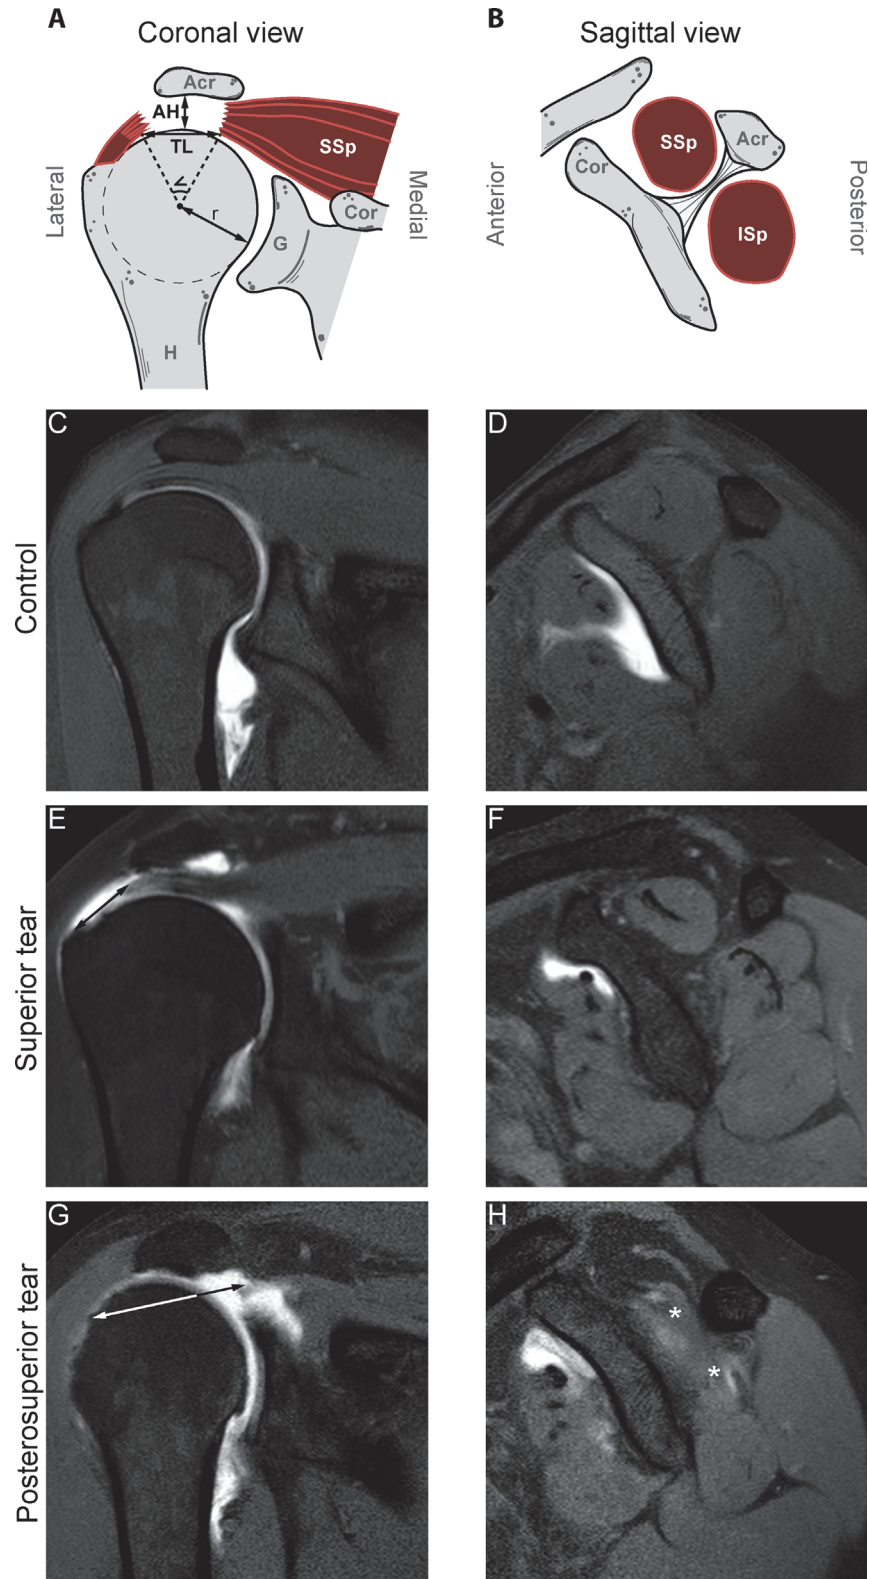 A
B
Coronal view
Sagittal view
Acr
AH
TL
SSp
r
Cor
G
H
Lateral
Medial
SSp
Acr
Cor
ISp
Anterior
Posterior
C
D
Control
E
F
Superior tear
G
H
*
*
Posterosuperior tear